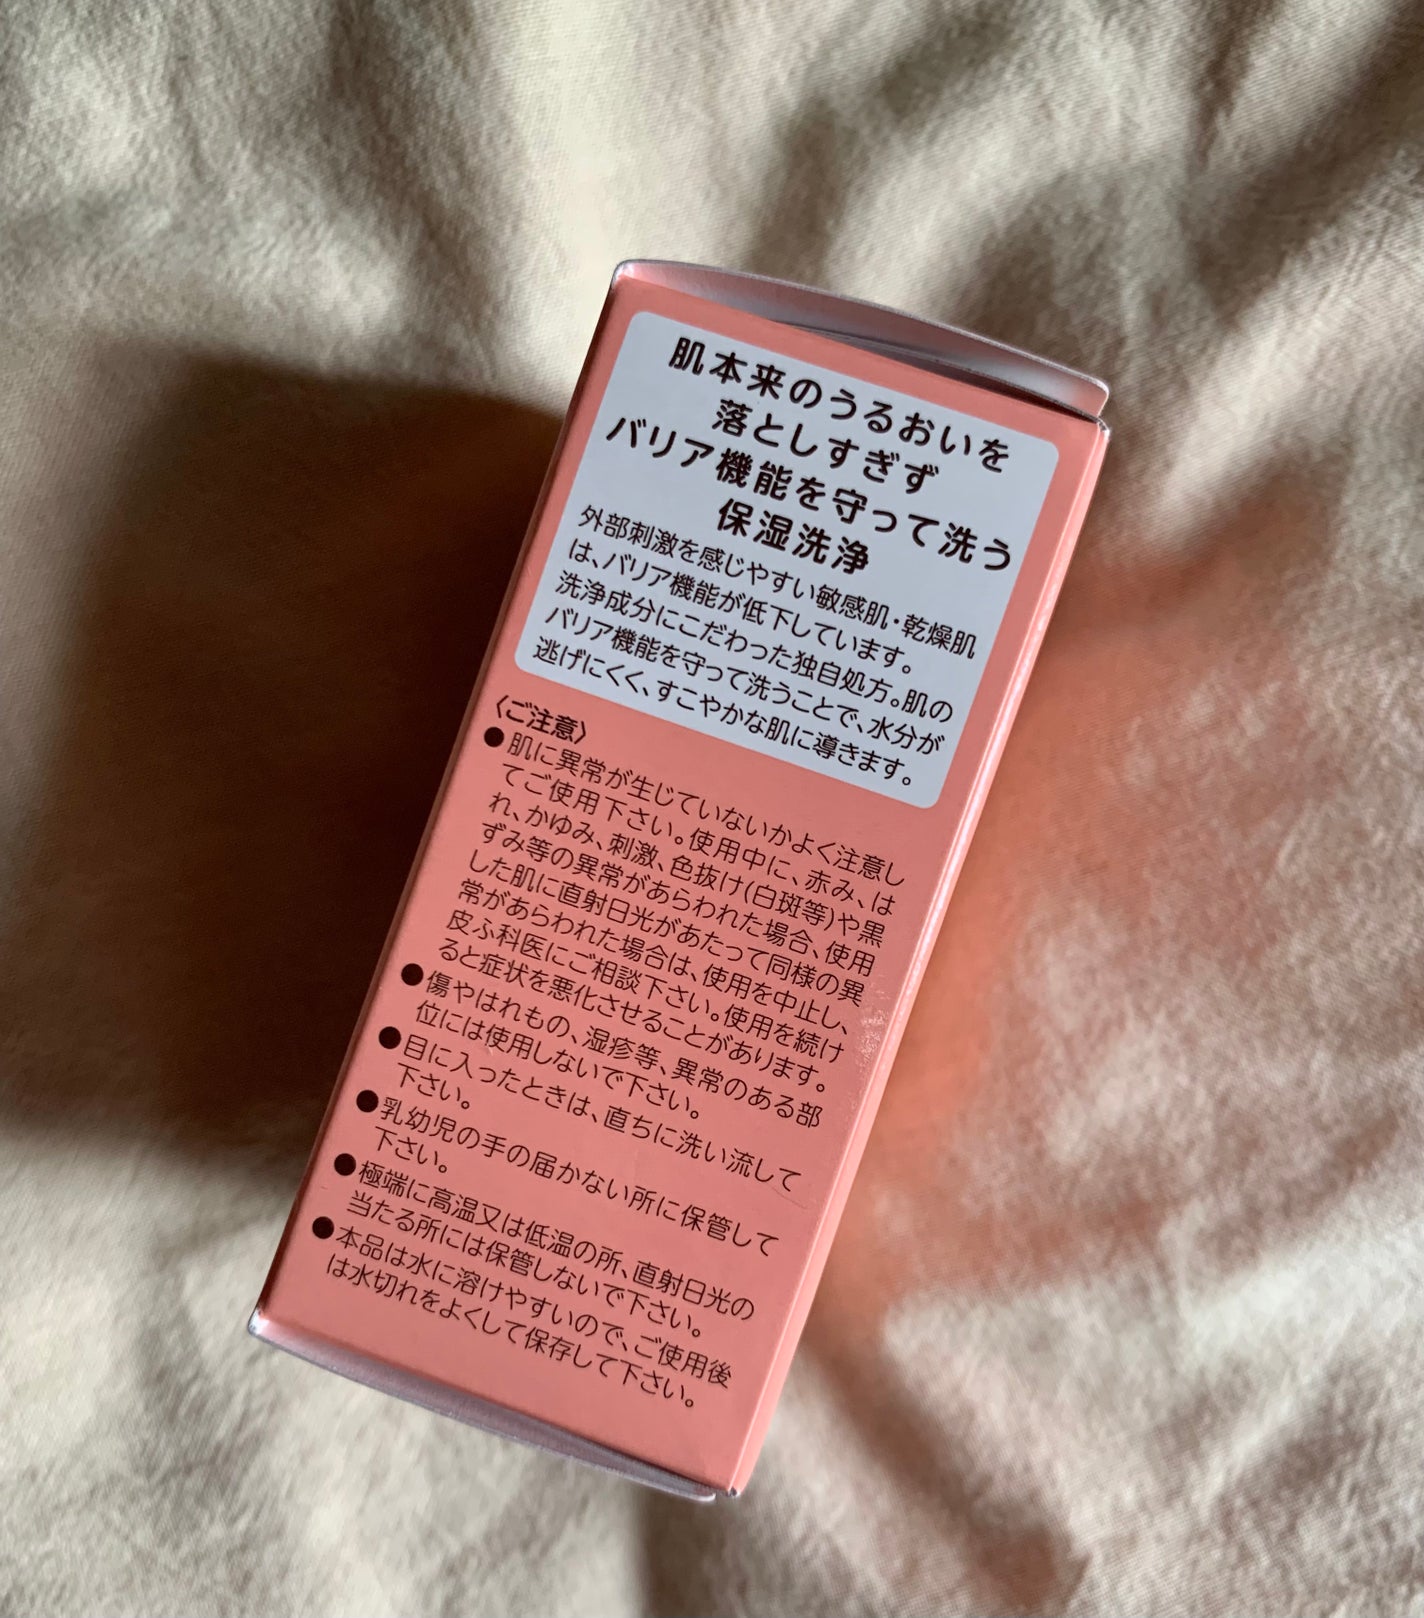 肌本来のうるおいを
落としすぎず
バリア機能を守って洗う
保湿洗浄
外部刺激を感じやすい敏感肌・乾燥肌
は、バリア機能が低下しています。
洗浄成分にこだわった独自処方。肌の
バリア機能を守って洗うことで、水分が
逃げにくく、すこやかな肌に導きます。
〈ご注意〉
●肌に異常が生じていないかよく注意し
てご使用下さい。使用中に、赤み、は
れ、かゆみ、刺激、色抜け(白斑等)や黒
ずみ等の異常があらわれた場合、使用
した肌に直射日光があたって同様の異
常があらわれた場合は、使用を中止し、
皮ふ科医にご相談下さい。使用を続け
ると症状を悪化させることがあります。
●傷やはれもの、湿疹等、異常のある部
位には使用しないで下さい。
●目に入ったときは、直ちに洗い流して
下さい。
●乳幼児の手の届かない所に保管して
下さい。
●極端に高温又は低温の所、直射日光の
当たる所には保管しないで下さい。
●本品は水に溶けやすいので、ご使用後
は水切れをよくして保存して下さい。